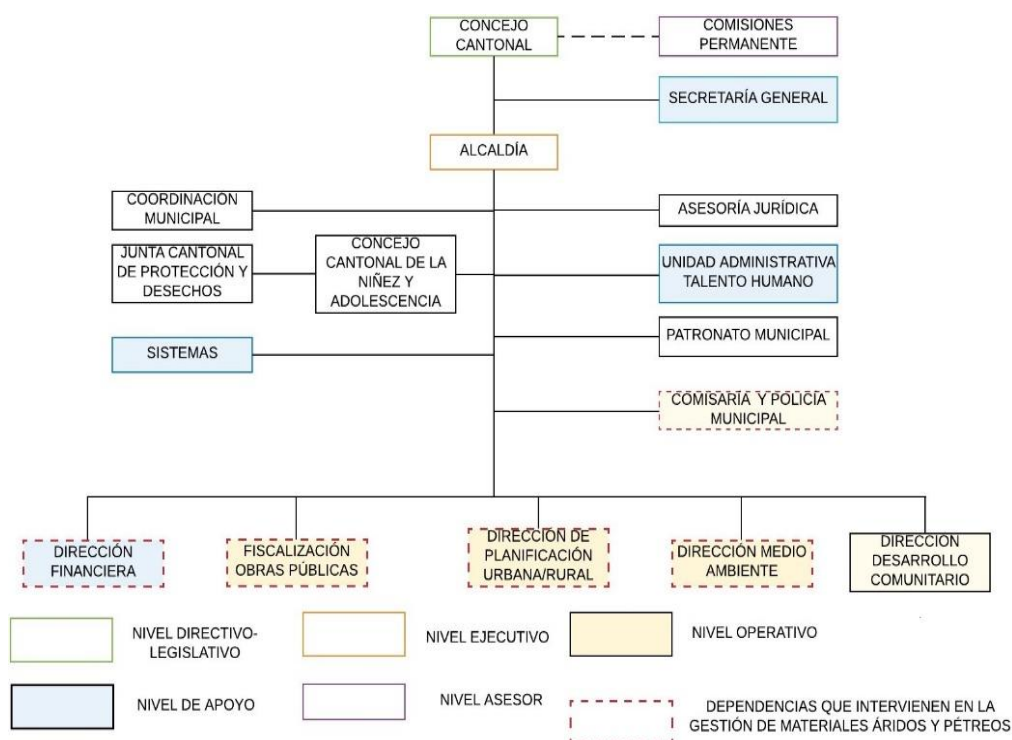 CONCEJO
CANTONAL
COMISIONES
PERMANENTE
SECRETARÍA GENERAL
ALCALDÍA
COORDINACIÓN
MUNICIPAL
ASESORÍA JURÍDICA
JUNTA CANTONAL
DE PROTECCIÓN Y
DESECHOS
CONCEJO
CANTONAL DE LA
NIÑEZ Y
ADOLESCENCIA
UNIDAD ADMINISTRATIVA
TALENTO HUMANO
PATRONATO MUNICIPAL
SISTEMAS
COMISARÍA Y POLICÍA
MUNICIPAL
DIRECCIÓN
FINANCIERA
FISCALIZACIÓN
OBRAS PÚBLICAS
DIRECCIÓN DE
PLANIFICACIÓN
URBANA/RURAL
DIRECCIÓN MEDIO
AMBIENTE
DIRECCION
DESARROLLO
COMUNITARIO
NIVEL DIRECTIVO-
LEGISLATIVO
NIVEL EJECUTIVO
NIVEL OPERATIVO
NIVEL DE APOYO
NIVEL ASESOR
DEPENDENCIAS QUE INTERVIENEN EN LA
GESTIÓN DE MATERIALES ÁRIDOS Y PÉTREOS